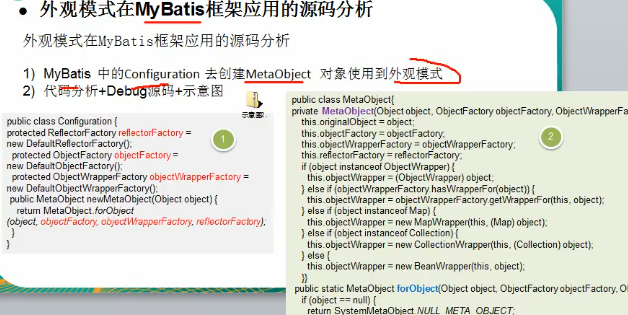 • 外观模式在MyBatis框架应用的源码分析
外观模式在MyBatis框架应用的源码分析
1) MyBatis 中的Configuration 去创建MetaObject 对象使用到外观模式
2) 代码分析+Debug源码+示意图
示意图
public class Configuration {
protected ReflectorFactory reflectorFactory =
new DefaultReflectorFactory();
protected ObjectFactory objectFactory =
new DefaultObjectFactory();
protected ObjectWrapperFactory objectWrapperFactory =
new DefaultObjectWrapperFactory();
public MetaObject newMetaObject(Object object) {
return MetaObject.forObject
(object, objectFactory, objectWrapperFactory, reflectorFactory);
}
}
1
public class MetaObject{
private MetaObject(Object object, ObjectFactory objectFactory, ObjectWrapperFa
this.originalObject = object;
this.objectFactory = objectFactory;
this.objectWrapperFactory = objectWrapperFactory;
this.reflectorFactory = reflectorFactory;
if (object instanceof ObjectWrapper) {
this.objectWrapper = (ObjectWrapper) object;
} else if (objectWrapperFactory.hasWrapperFor(object)) {
this.objectWrapper = objectWrapperFactory.getWrapperFor(this, object);
} else if (object instanceof Map) {
this.objectWrapper = new MapWrapper(this, (Map) object);
} else if (object instanceof Collection) {
this.objectWrapper = new CollectionWrapper(this, (Collection) object);
} else {
this.objectWrapper = new BeanWrapper(this, object);
}}
public static MetaObject forObject(Object object, ObjectFactory objectFactory, O
if (object == null) {
return SystemMetaObject.NULL_META_OBJECT;
2